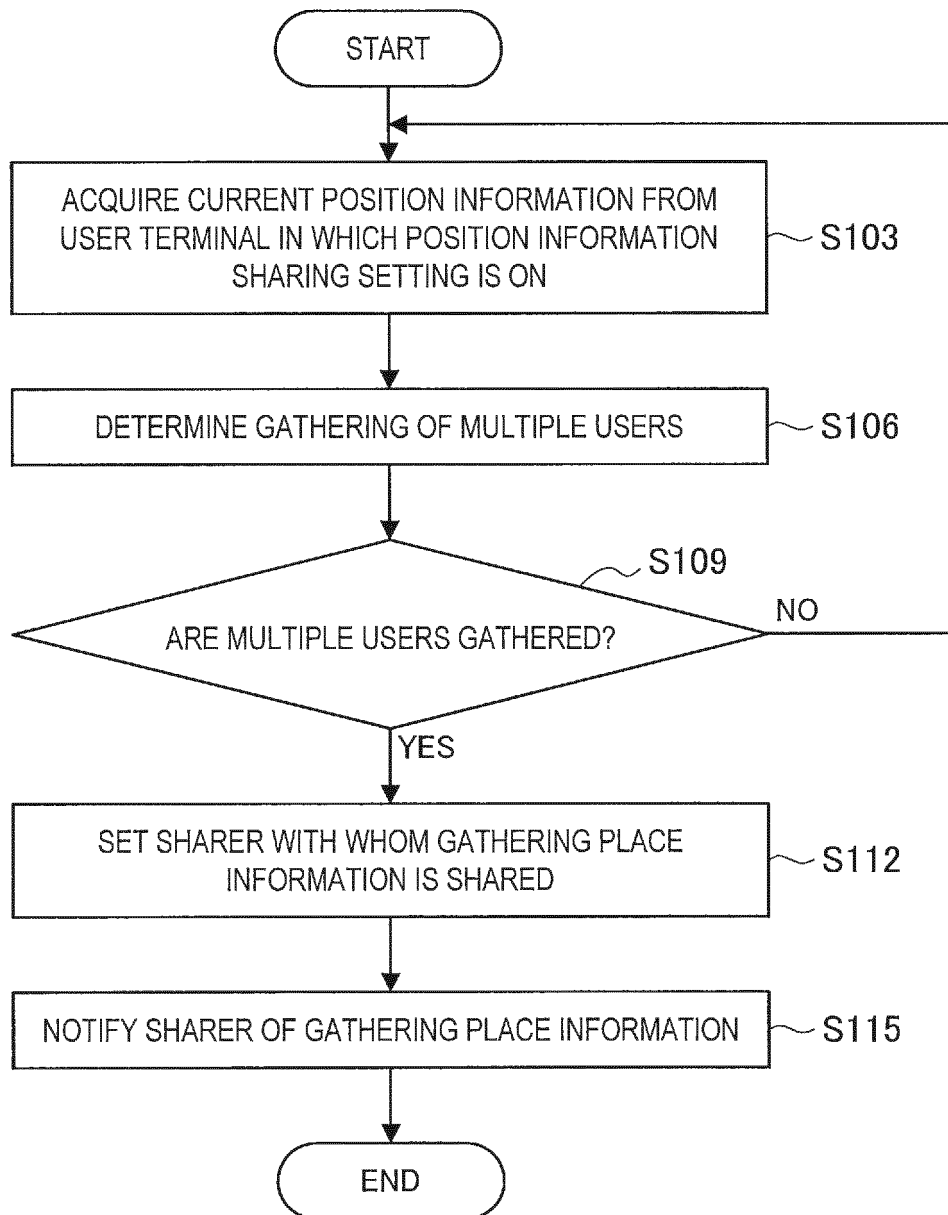 START
ACQUIRE CURRENT POSITION INFORMATION FROM
USER TERMINAL IN WHICH POSITION INFORMATION
SHARING SETTING IS ON
S103
DETERMINE GATHERING OF MULTIPLE USERS
S106
S109
ARE MULTIPLE USERS GATHERED?
NO
YES
SET SHARER WITH WHOM GATHERING PLACE
INFORMATION IS SHARED
S112
NOTIFY SHARER OF GATHERING PLACE INFORMATION
S115
END